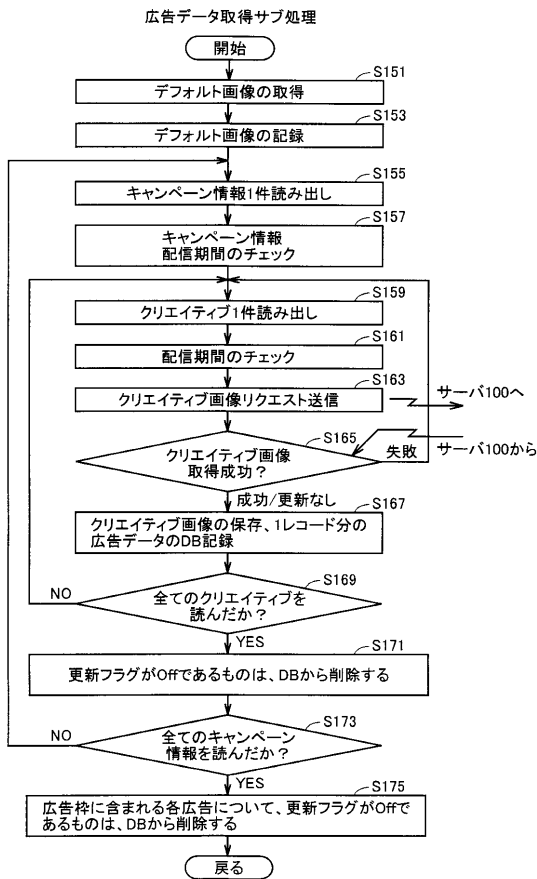 広告データ取得サブ処理
開始
S151
デフォルト画像の取得
S153
デフォルト画像の記録
S155
キャンペーン情報1件読み出し
S157
キャンペーン情報
配信期間のチェック
S159
クリエイティブ1件読み出し
S161
配信期間のチェック
S163
クリエイティブ画像リクエスト送信
サーバ100へ
S165
クリエイティブ画像
取得成功?
失敗
サーバ100から
成功/更新なし
S167
クリエイティブ画像の保存、1レコード分の
広告データのDB記録
S169
全てのクリエイティブを
読んだか?
NO
YES
S171
更新フラグがOffであるものは、DBから削除する
S173
全てのキャンペーン
情報を読んだか?
NO
YES
S175
広告枠に含まれる各広告について、更新フラグがOffで
あるものは、DBから削除する
戻る